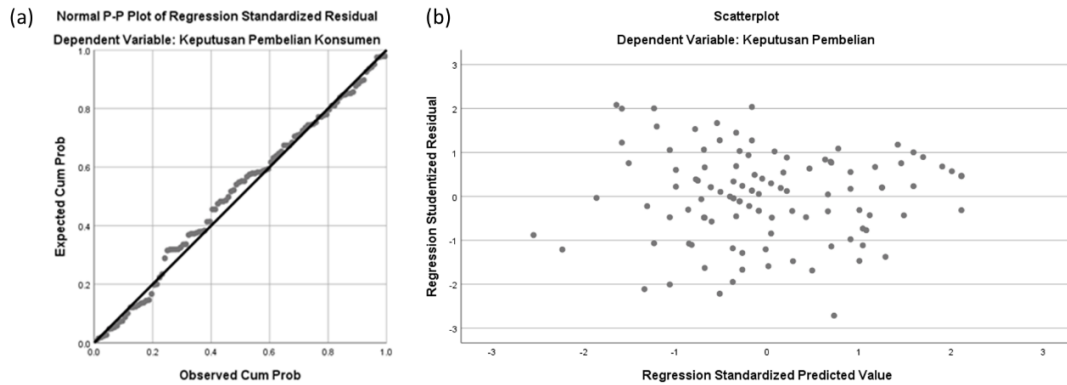 (a)
Normal P-P Plot of Regression Standardized Residual
Dependent Variable: Keputusan Pembelian Konsumen
Expected Cum Prob
1.0
0.8
0.6
0.4
0.2
0.0
0.0 0.2 0.4 0.6 0.8 1.0
Observed Cum Prob
(b)
Scatterplot
Dependent Variable: Keputusan Pembelian
Regression Studentized Residual
3
2
1
0
-1
-2
-3
-3 -2 -1 0 1 2 3
Regression Standardized Predicted Value